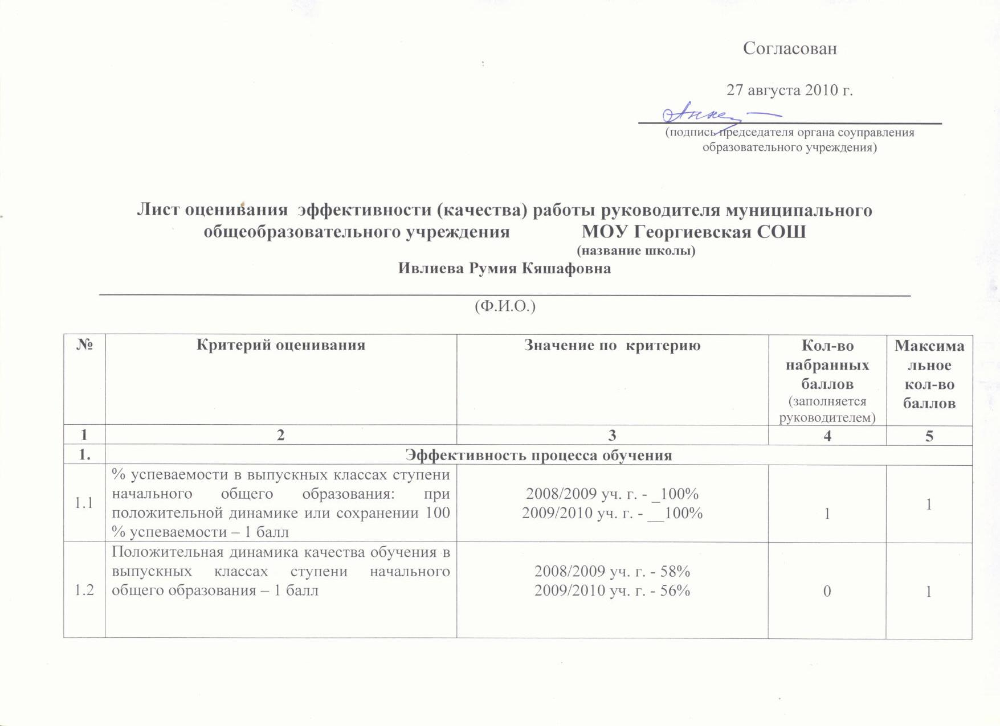 Согласован
27 августа 2010 г.
(подпись председателя органа соуправления
образовательного учреждения)
Лист оценивания эффективности (качества) работы руководителя муниципального
общеобразовательного учреждения МОУ Георгиевская СОШ
(название школы)
Ивлиева Румия Кяшафовна
(Ф.И.О.)
№ Критерий оценивания Значение по критерию Кол-во Максима
набранных льное
баллов кол-во
(заполняется баллов
руководителем)
1 2 3 4 5
1. Эффективность процесса обучения
1.1
% успеваемости в выпускных классах ступени
начального общего образования: при
положительной динамике или сохранении 100
% успеваемости – 1 балл
2008/2009 уч. г. - _100%
2009/2010 уч. г. - __100%
1
1
1.2
Положительная динамика качества обучения в
выпускных классах ступени начального
общего образования – 1 балл
2008/2009 уч. г. - 58%
2009/2010 уч. г. - 56%
0
1